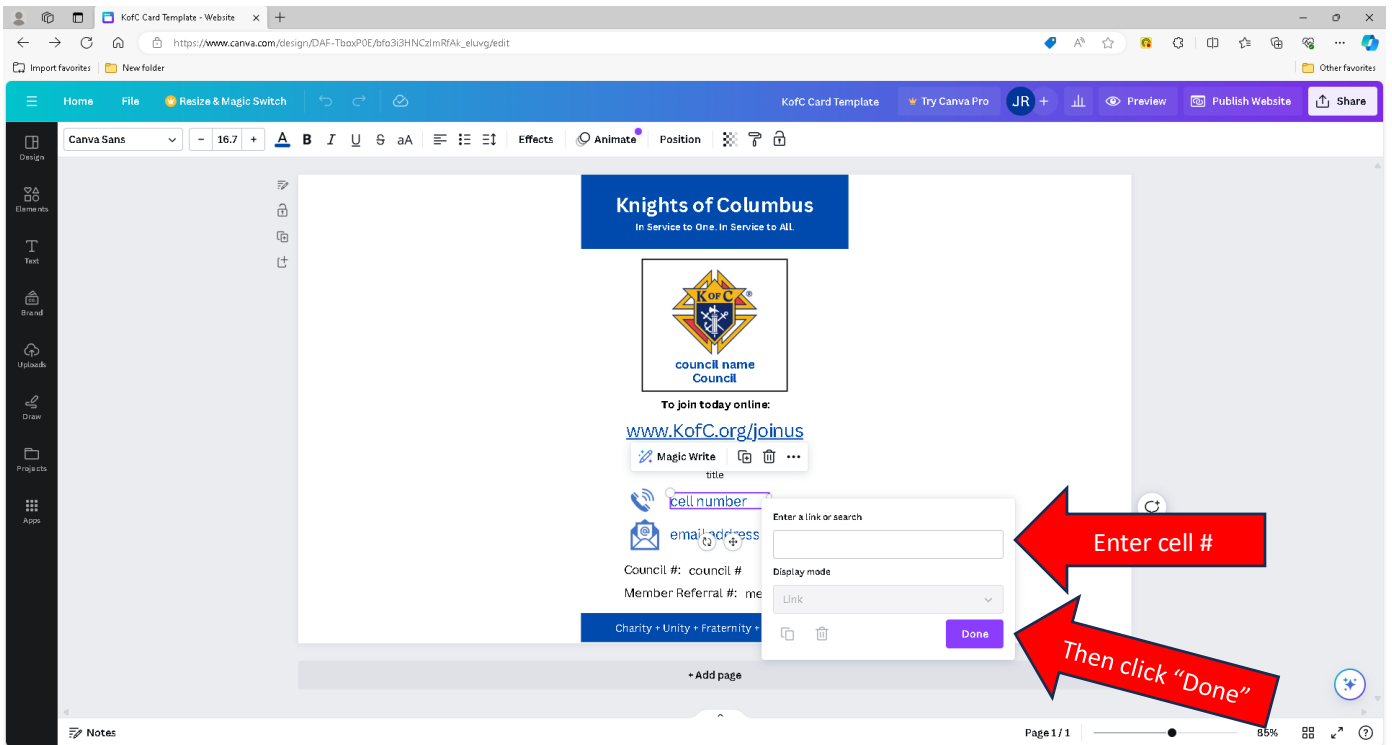 KofC Card Template - Website
https://www.canva.com/design/DAF-TboxP0E/bfo3i3HNCzlmRfAk_eluvg/edit
Import favorites
New folder
Other favorites
Home
File
Resize & Magic Switch
KofC Card Template
Try Canva Pro
JR
Preview
Publish Website
Share
Canva Sans
- 16.7 +
A B I U S aA
Effects
Animate
Position
Design
Elements
Text
Brand
Uploads
Draw
Projects
Apps
Knights of Columbus
In Service to One. In Service to All.
K OF C
council name
Council
To join today online:
www.KofC.org/joinus
Magic Write
title
cell number
email address
Council #: council #
Member Referral #: me
Charity + Unity + Fraternity +
Enter a link or search
Display mode
Link
Done
Enter cell #
Then click “Done”
+ Add page
Notes
Page 1 / 1
85%